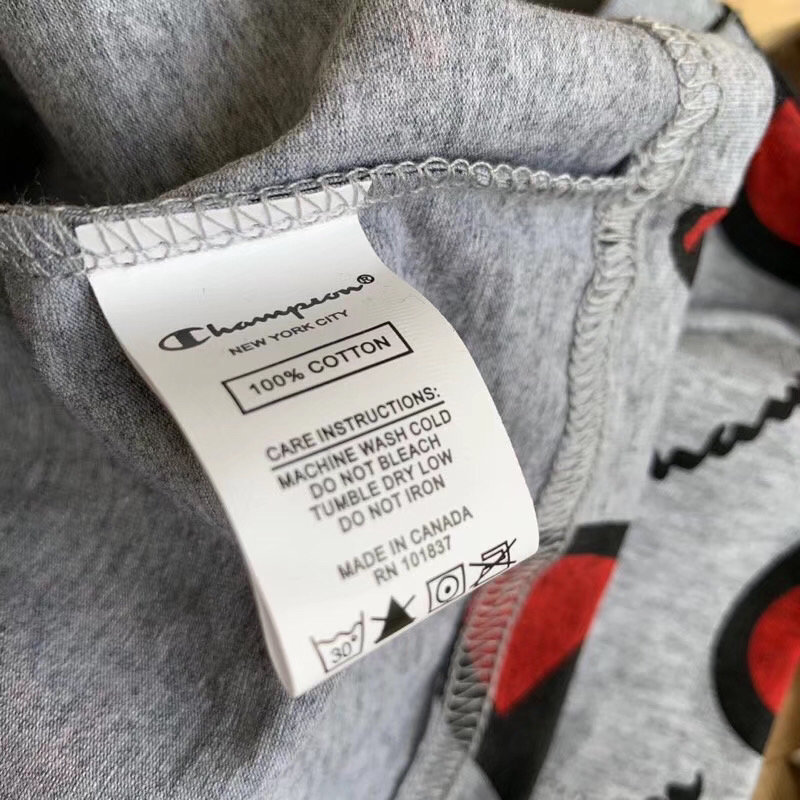 Champion®
NEW YORK CITY
100% COTTON
CARE INSTRUCTIONS:
MACHINE WASH COLD
DO NOT BLEACH
TUMBLE DRY LOW
DO NOT IRON
MADE IN CANADA
RN 101837
30°